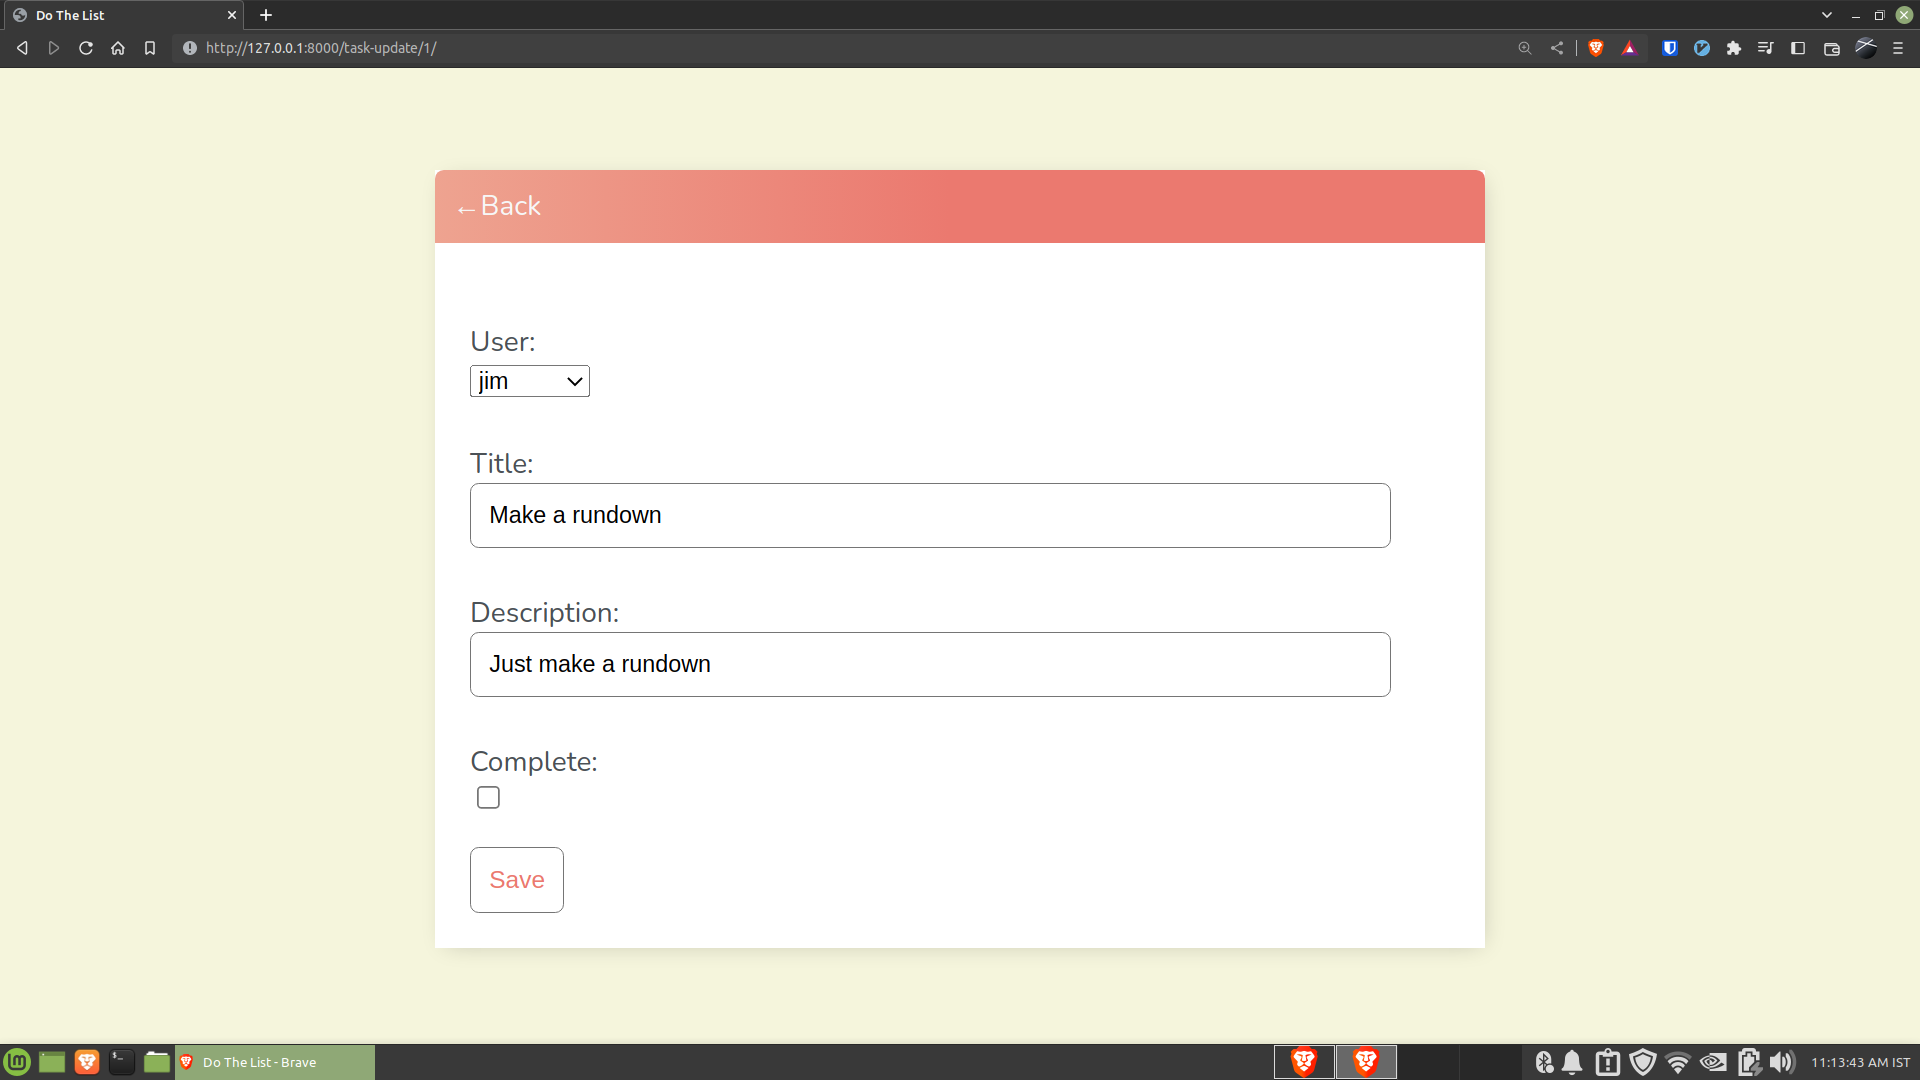 Do The List
http://127.0.0.1:8000/task-update/1/
←Back
User:
jim
Title:
Make a rundown
Description:
Just make a rundown
Complete:
Save
Do The List - Brave
11:13:43 AM IST